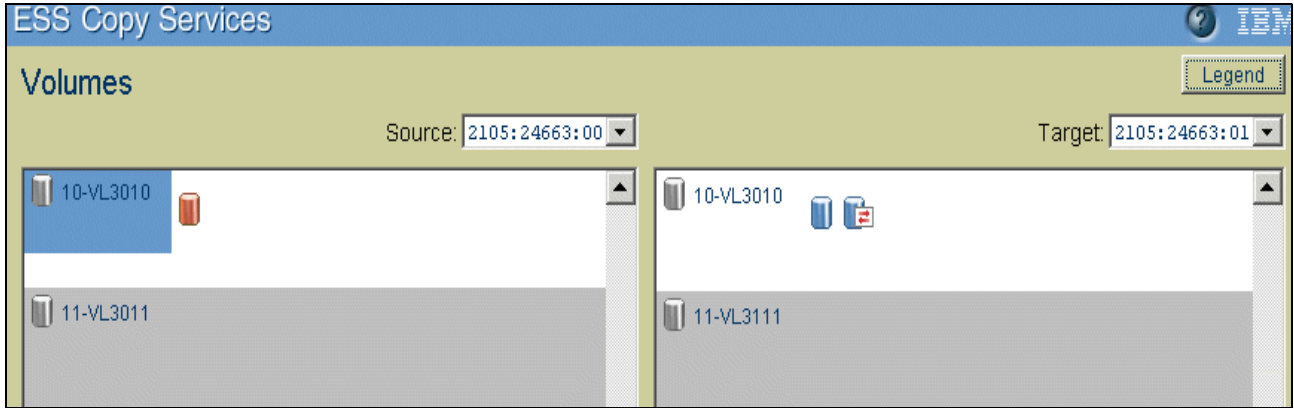 ESS Copy Services
IBM
Volumes
Legend
Source: 2105:24663:00
Target: 2105:24663:01
10-VL3010
11-VL3011
10-VL3010
11-VL3111